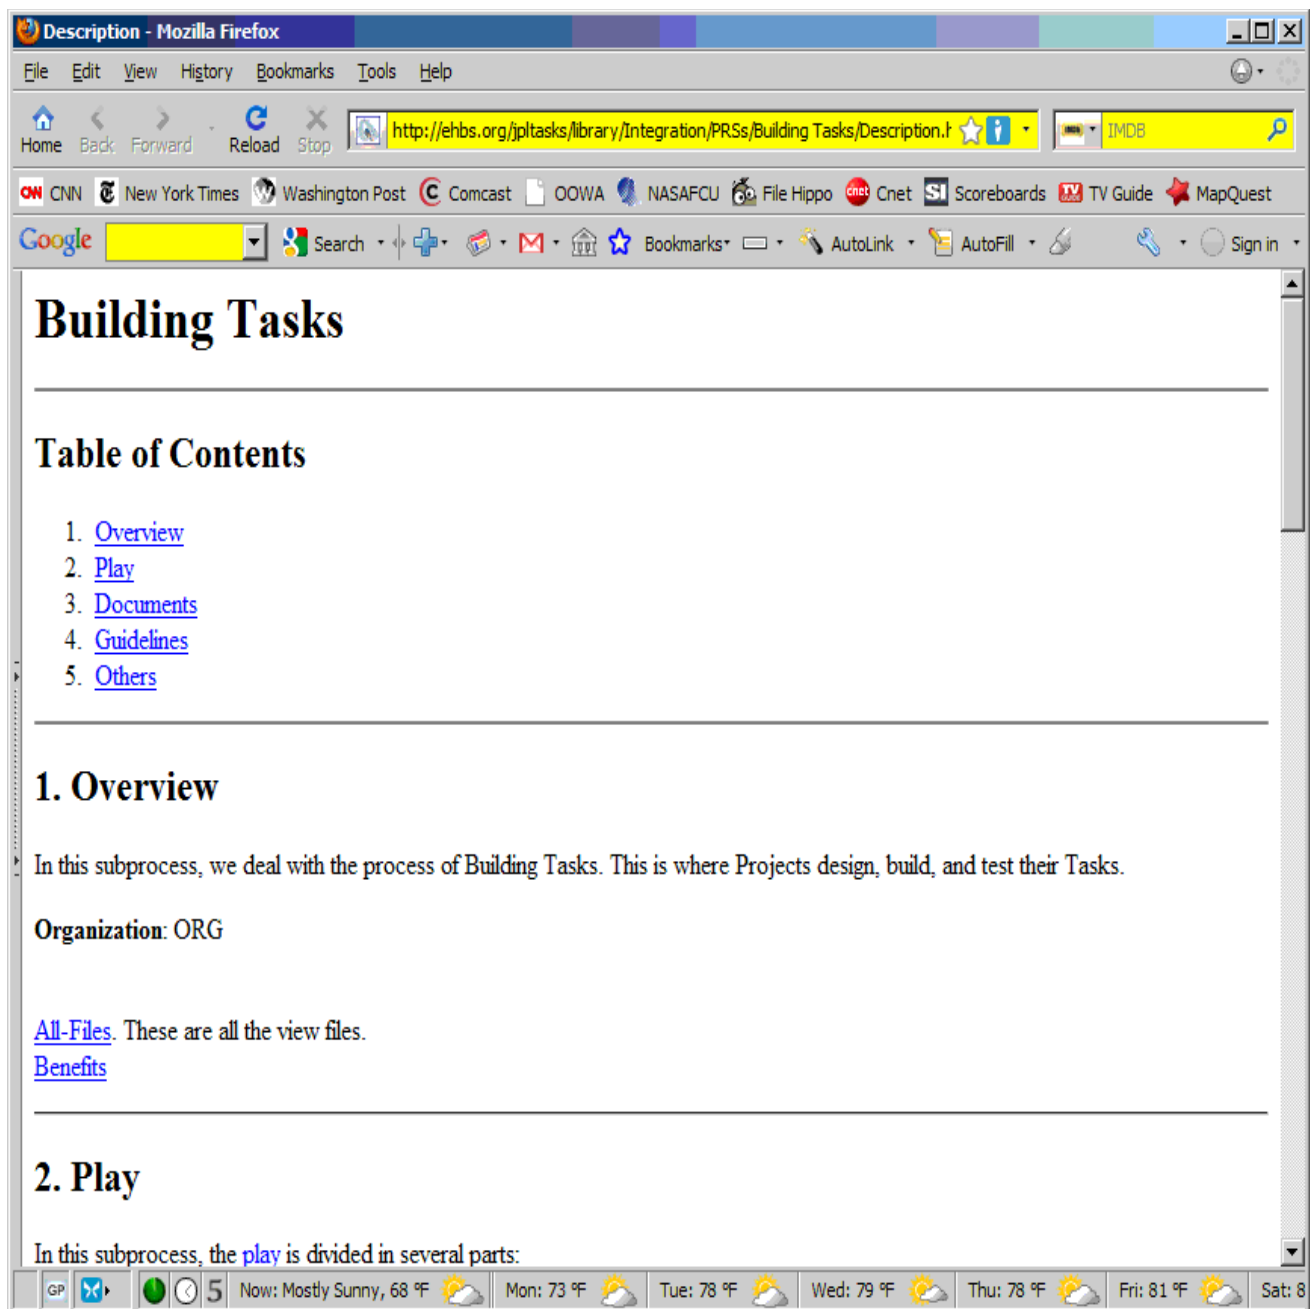 Description - Mozilla Firefox
File Edit View History Bookmarks Tools Help
Home Back Forward Reload Stop http://ehbs.org/jpltasks/library/Integration/PRSs/Building Tasks/Description.h IMDB
CNN CNN New York Times Washington Post Comcast OOWA NASAFCU File Hippo cnet Cnet SI Scoreboards TV Guide MapQuest
Google Search Bookmarks AutoLink AutoFill Sign in
Building Tasks
Table of Contents
1. Overview
2. Play
3. Documents
4. Guidelines
5. Others
1. Overview
In this subprocess, we deal with the process of Building Tasks. This is where Projects design, build, and test their Tasks.
Organization: ORG
All-Files. These are all the view files.
Benefits
2. Play
In this subprocess, the play is divided in several parts:
GP 5 Now: Mostly Sunny, 68 °F Mon: 73 °F Tue: 78 °F Wed: 79 °F Thu: 78 °F Fri: 81 °F Sat: 8